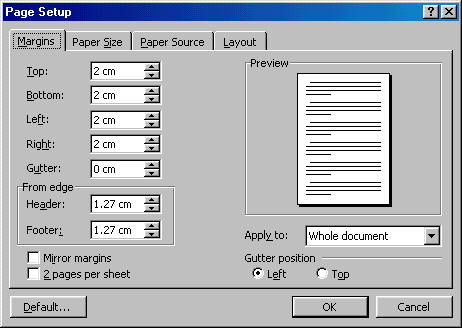 Page Setup
Margins Paper Size Paper Source Layout
Top: 2 cm
Bottom: 2 cm
Left: 2 cm
Right: 2 cm
Gutter: 0 cm
From edge
Header: 1.27 cm
Footer: 1.27 cm
Mirror margins
2 pages per sheet
Preview
Apply to: Whole document
Gutter position
Left Top
Default... OK Cancel